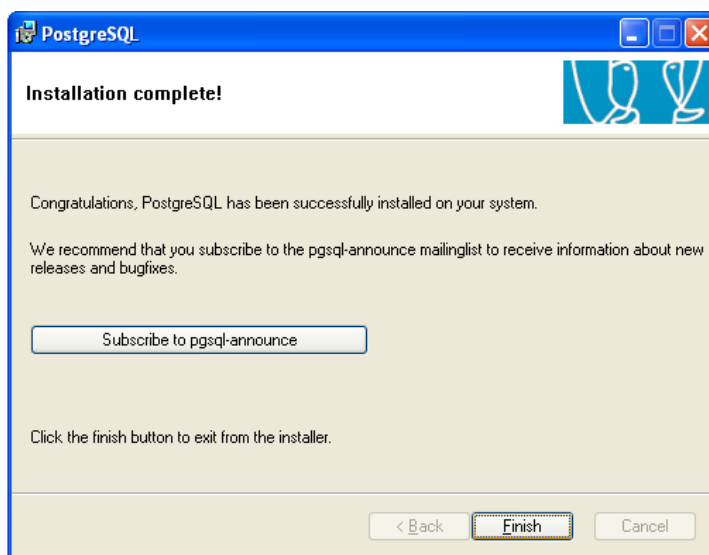 PostgreSQL
Installation complete!
Congratulations, PostgreSQL has been successfully installed on your system.
We recommend that you subscribe to the pgsql-announce mailinglist to receive information about new
releases and bugfixes.
Subscribe to pgsql-announce
Click the finish button to exit from the installer.
< Back
Finish
Cancel